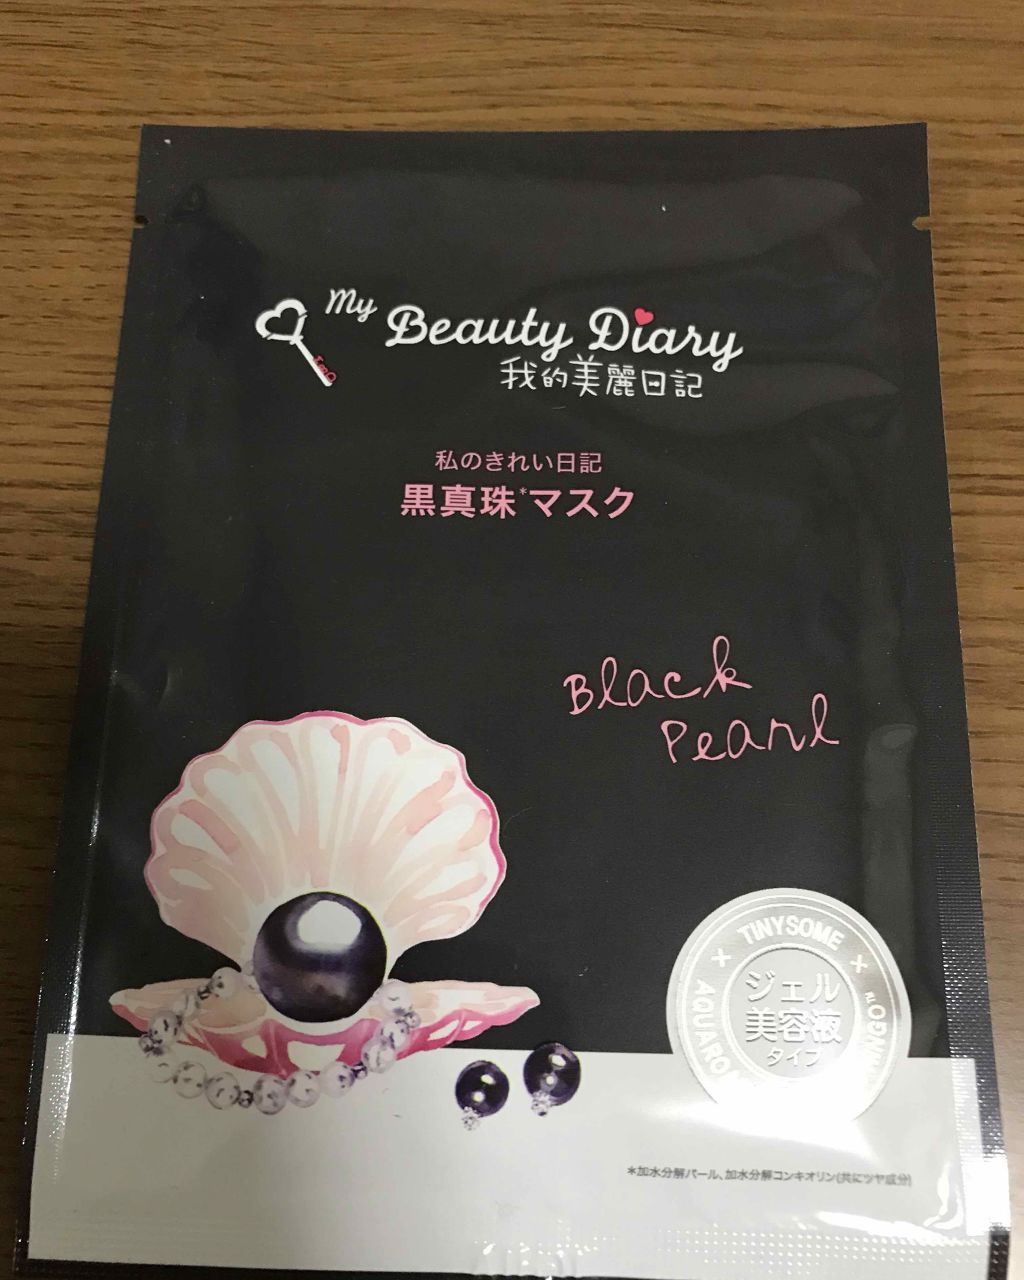 My Beauty Diary
我的美麗日記
私のきれい日記
黒真珠*マスク
Black
Pearl
TINYSOME
ジェル
美容液
タイプ
*加水分解パール、加水分解コンキオリン(共にツヤ成分)